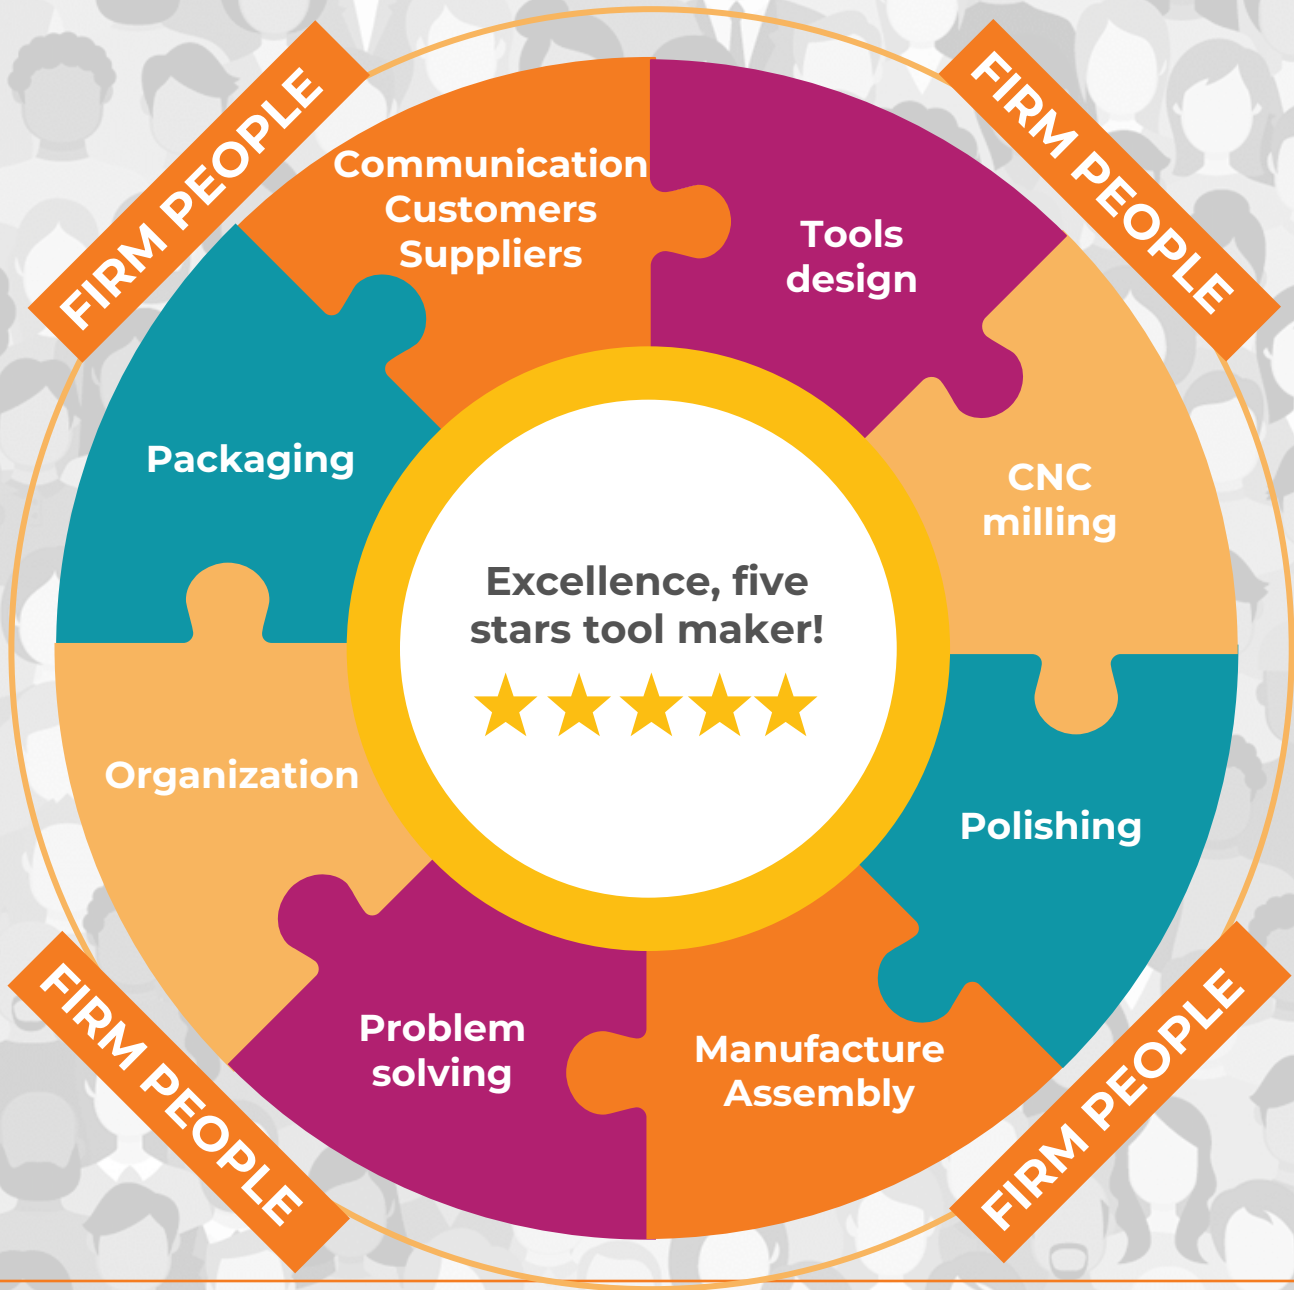 FIRM PEOPLE
FIRM PEOPLE
Communication
Customers
Suppliers
Tools
design
Packaging
CNC
milling
Excellence, five
stars tool maker!
Organization
Polishing
Problem
solving
Manufacture
Assembly
FIRM PEOPLE
FIRM PEOPLE